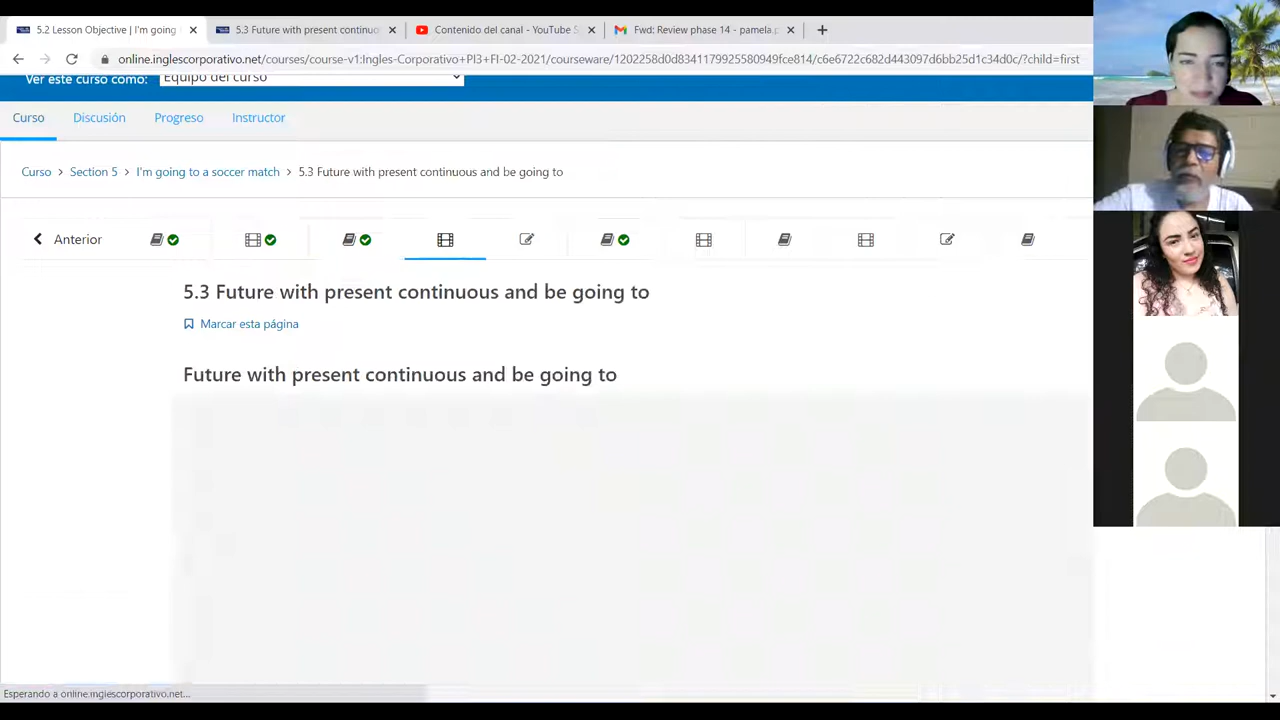 5.2 Lesson Objective | I'm going
5.3 Future with present continuo
Contenido del canal - YouTube S
Fwd: Review phase 14 - pamela.p
online.inglescorporativo.net/courses/course-v1:Ingles-Corporativo+PI3+FI-02-2021/courseware/1202258d0d8341179925580949fce814/c6e6722c682d443097d6bb25d1c34d0c/?child=first
Ver este curso como: Equipo del curso
Curso Discusión Progreso Instructor
Curso > Section 5 > I'm going to a soccer match > 5.3 Future with present continuous and be going to
Anterior
5.3 Future with present continuous and be going to
Marcar esta página
Future with present continuous and be going to
Esperando a online.inglescorporativo.net...